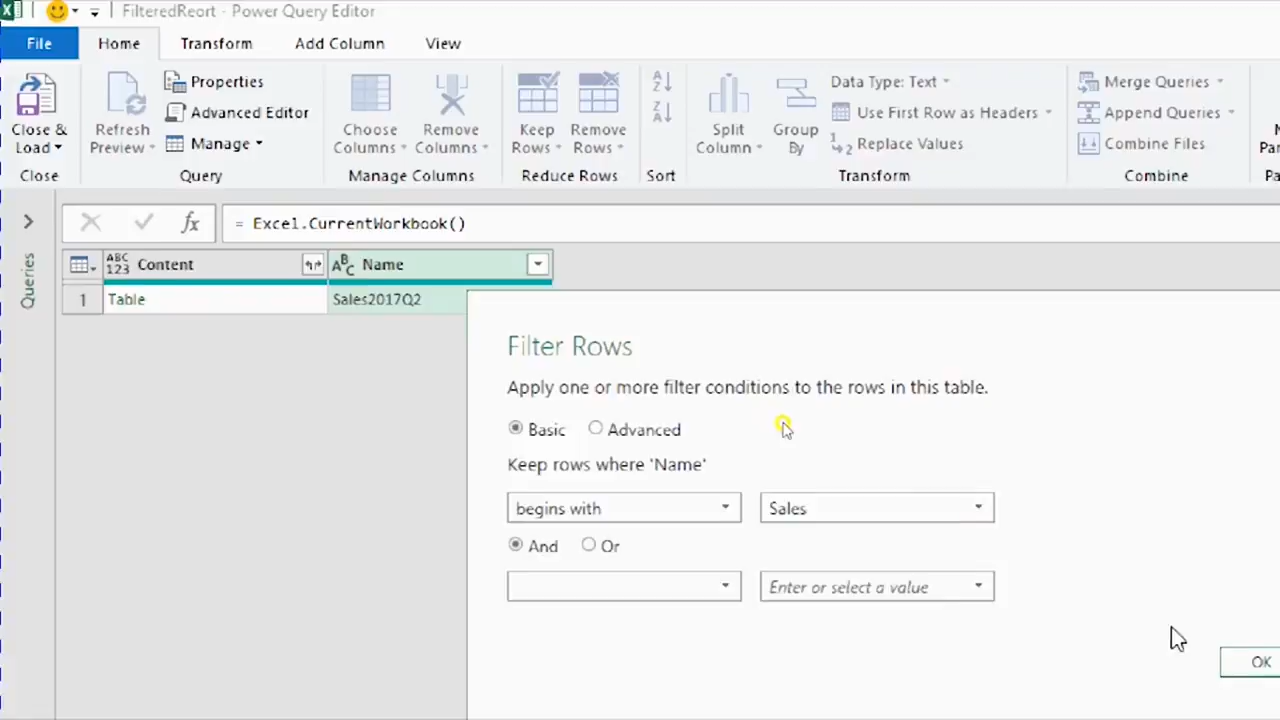 FilteredReort - Power Query Editor
File Home Transform Add Column View
Close & Load
Refresh Preview
Properties
Advanced Editor
Manage
Choose Columns
Remove Columns
Keep Rows
Remove Rows
Split Column
Group By
Data Type: Text
Use First Row as Headers
Replace Values
Merge Queries
Append Queries
Combine Files
Close Query Manage Columns Reduce Rows Sort Transform Combine
fx = Excel.CurrentWorkbook()
Queries
ABC 123 Content ABC Name
1 Table Sales2017Q2
Filter Rows
Apply one or more filter conditions to the rows in this table.
Basic Advanced
Keep rows where 'Name'
begins with Sales
And Or
Enter or select a value
OK